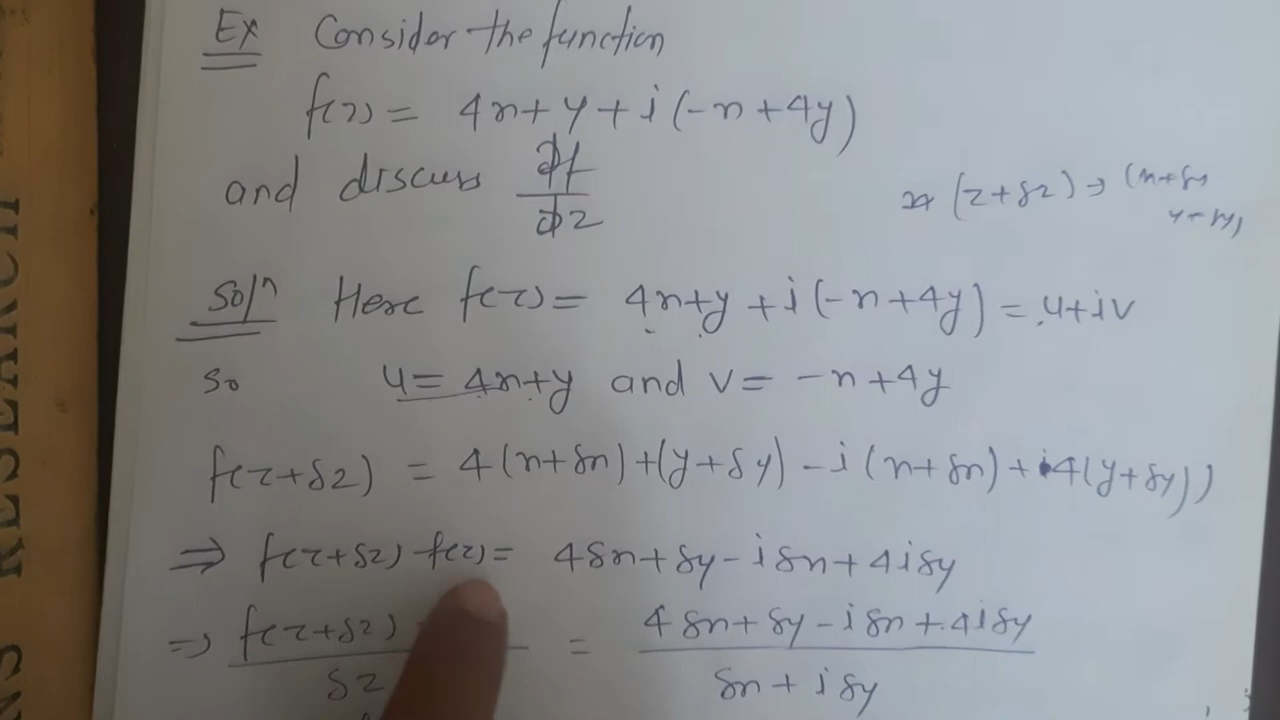 Ex Consider the function
f(z) = 4x + y + i(-x + 4y)
and discuss df/dz
(z+δz) → (x+δx
y+δy)
Soln Here f(z) = 4x+y + i(-x+4y) = u+iv
so u = 4x+y and v = -x+4y
f(z+δz) = 4(x+δx)+(y+δy) - i(x+δx) + i4(y+δy))
⇒ f(z+δz) - f(z) = 4δx + δy - iδx + 4iδy
⇒ f(z+δz) / δz = 4δx + δy - iδx + 4iδy / δx + iδy
RESEARCH